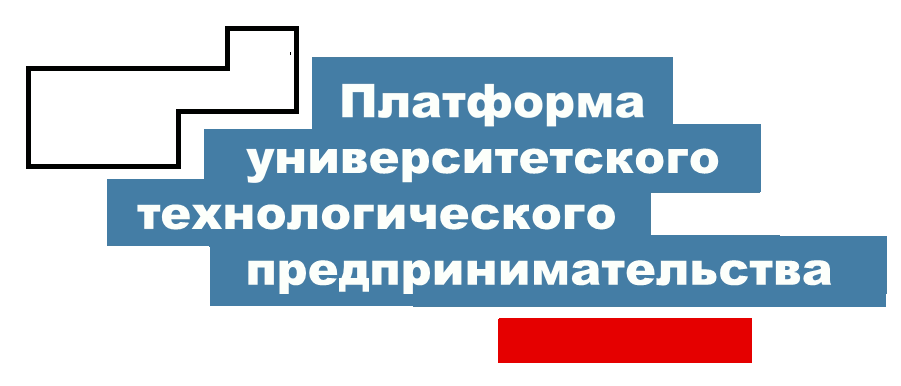 Платформа
университетского
технологического
предпринимательства